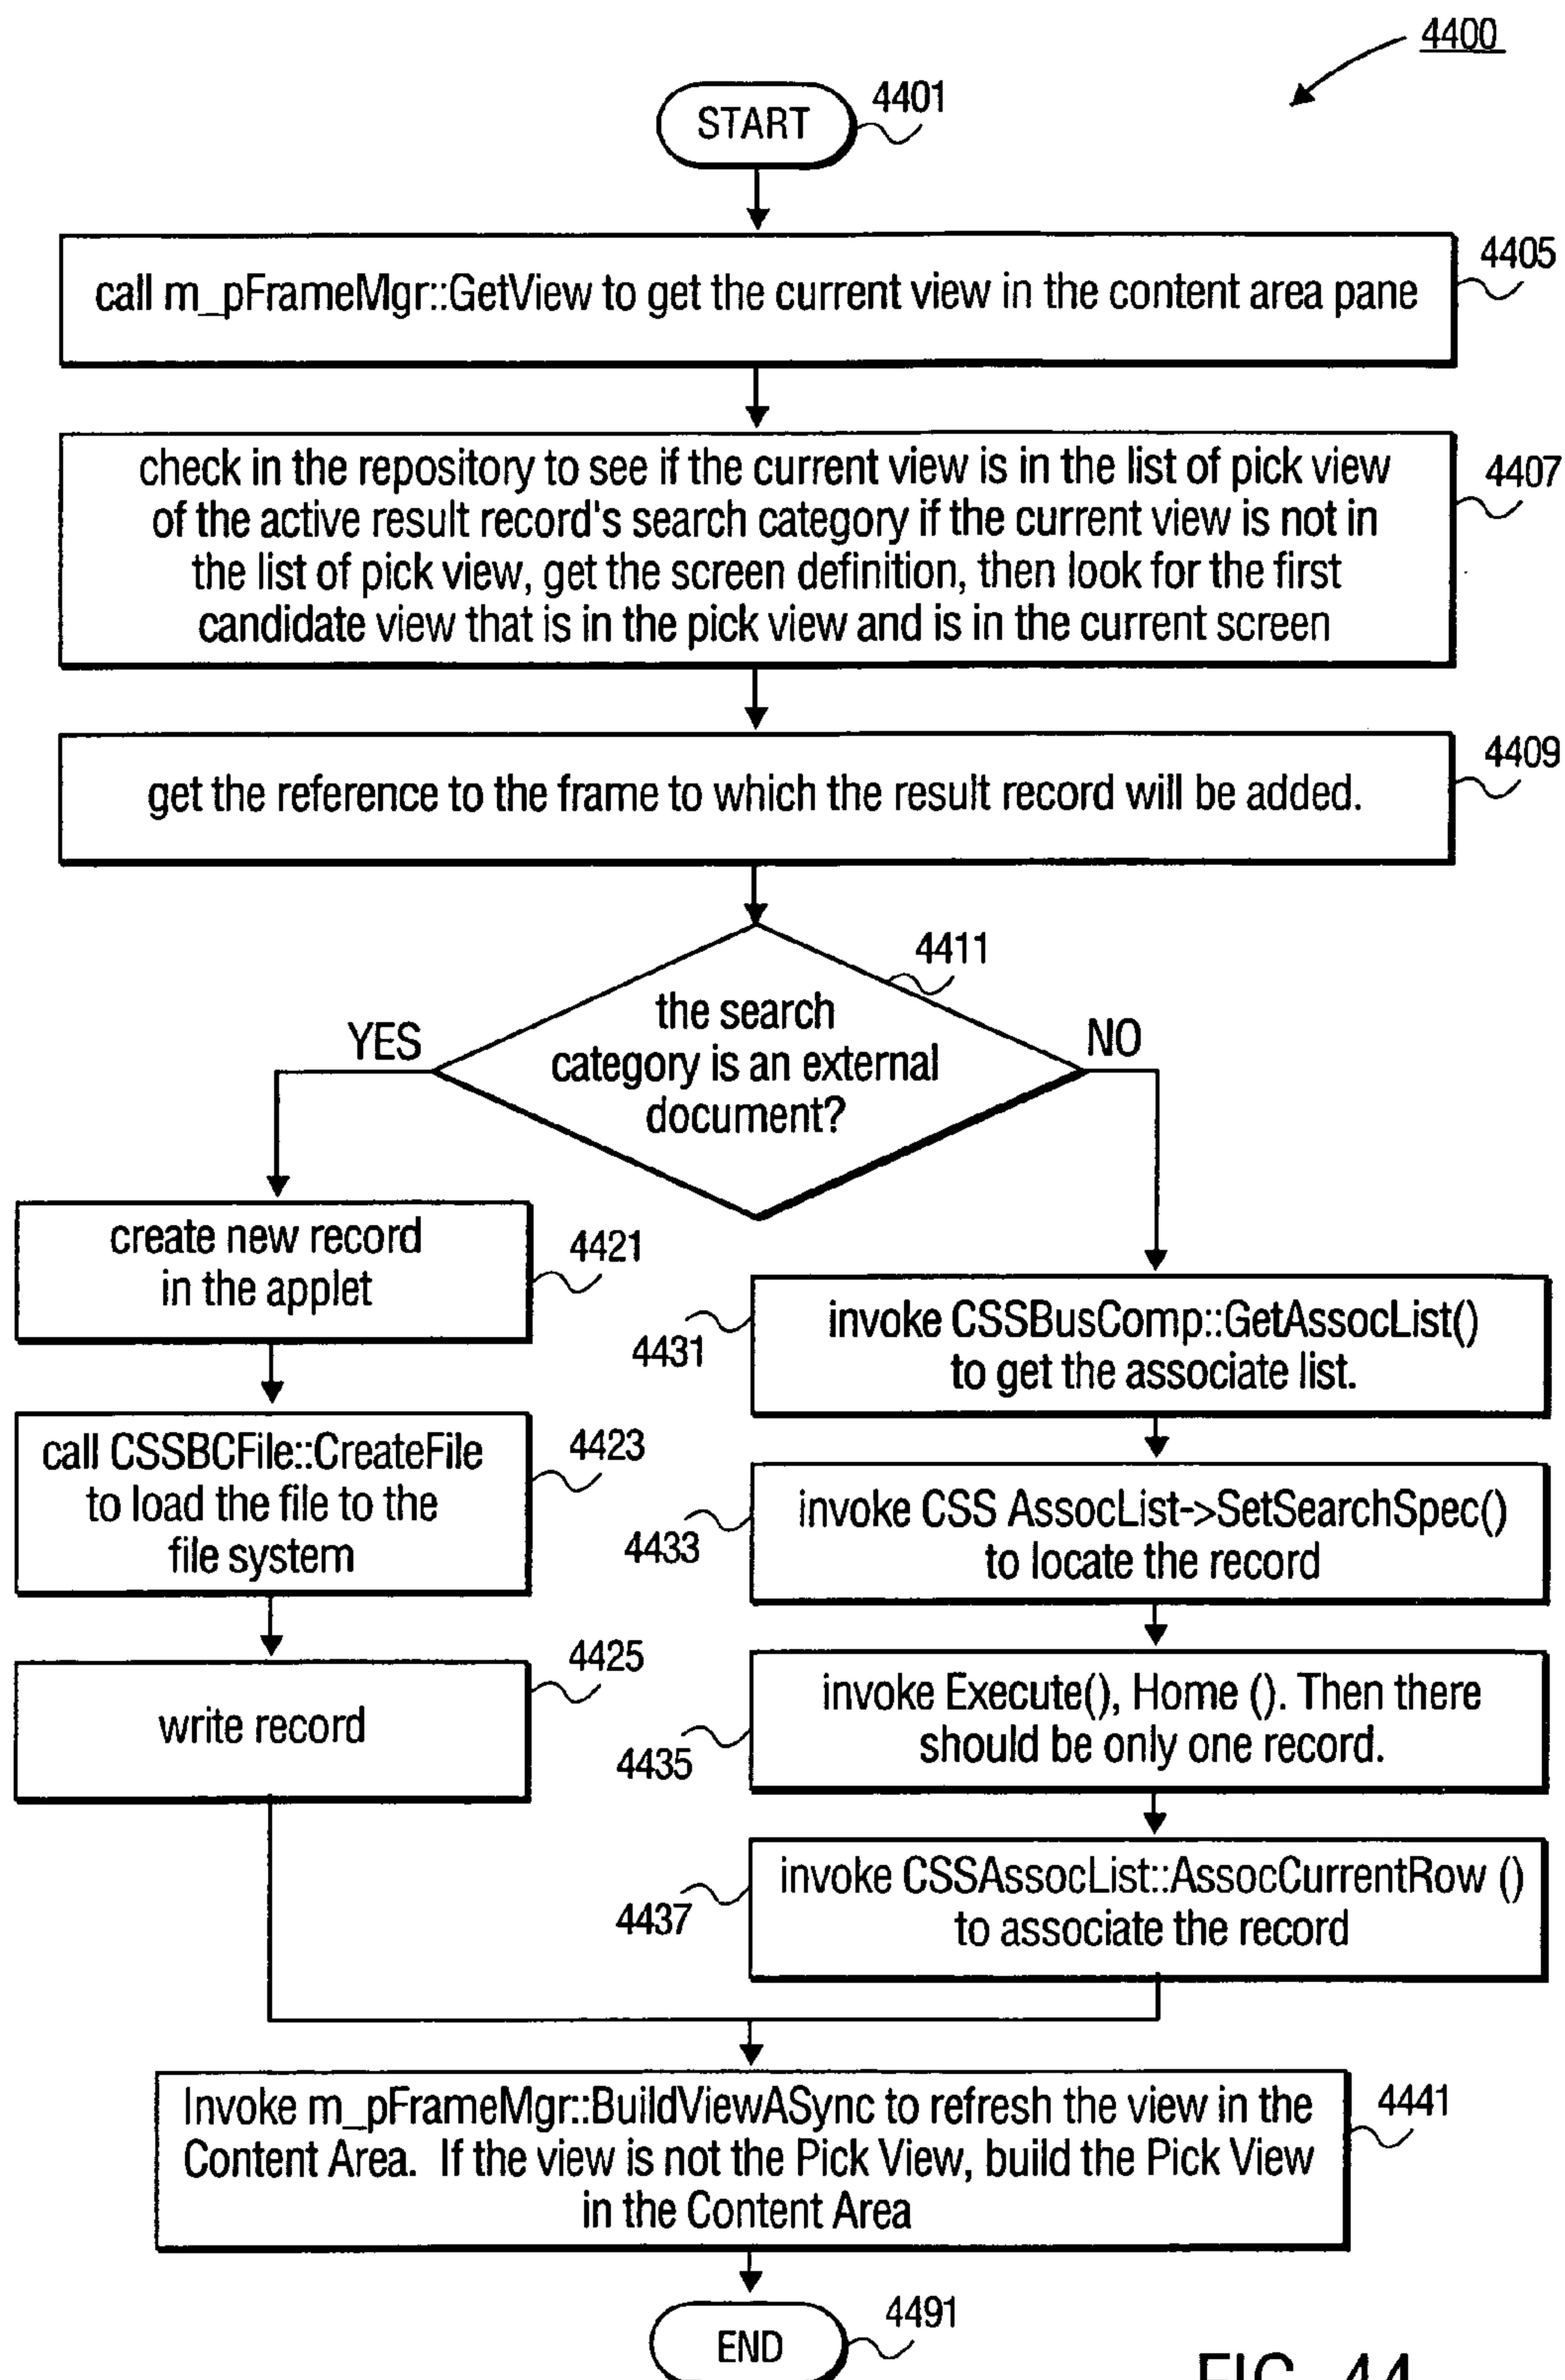 4400
START
4401
call m_pFrameMgr::GetView to get the current view in the content area pane
4405
check in the repository to see if the current view is in the list of pick view
of the active result record's search category if the current view is not in
the list of pick view, get the screen definition, then look for the first
candidate view that is in the pick view and is in the current screen
4407
get the reference to the frame to which the result record will be added.
4409
4411
the search
category is an external
document?
YES
NO
create new record
in the applet
4421
call CSSBCFile::CreateFile
to load the file to the
file system
4423
write record
4425
invoke CSSBusComp::GetAssocList()
to get the associate list.
4431
invoke CSS AssocList->SetSearchSpec()
to locate the record
4433
invoke Execute(), Home (). Then there
should be only one record.
4435
invoke CSSAssocList::AssocCurrentRow ()
to associate the record
4437
Invoke m_pFrameMgr::BuildViewASync to refresh the view in the
Content Area. If the view is not the Pick View, build the Pick View
in the Content Area
4441
END
4491
FIG. 44